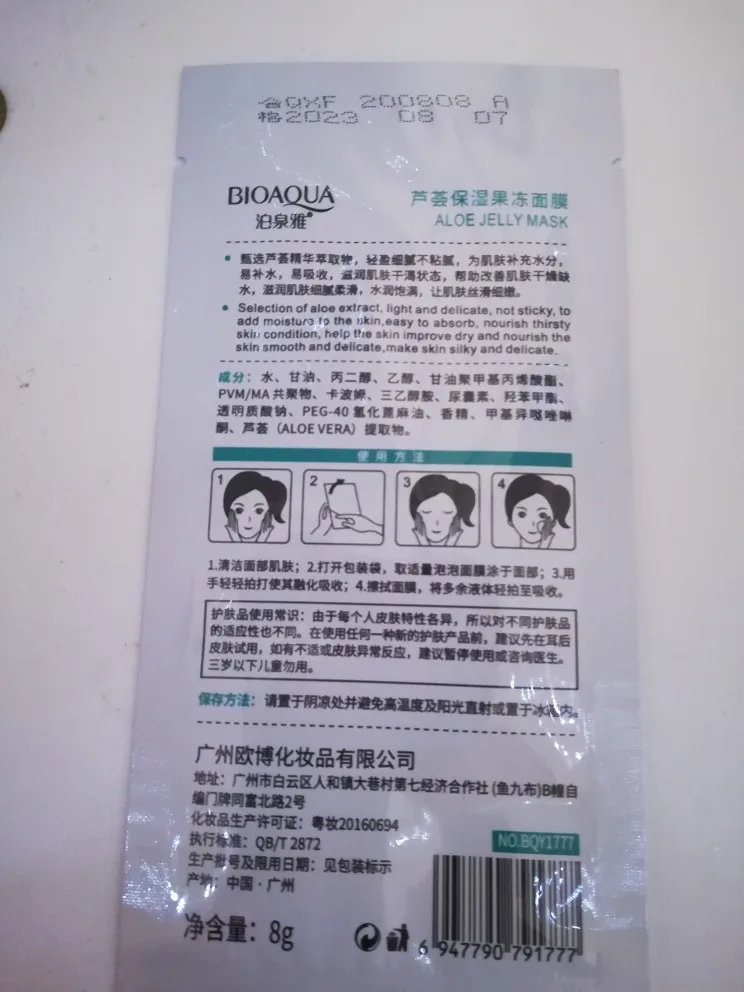 合QXF 200808 A
格2023 08 07
BIOAQUA
泊泉雅
芦荟保湿果冻面膜
ALOE JELLY MASK
甄选芦荟精华萃取物，轻盈细腻不粘腻，为肌肤补充水分，
易补水，易吸收，滋润肌肤干渴状态，帮助改善肌肤干燥缺
水，滋润肌肤细腻柔滑，水润饱满，让肌肤丝滑细嫩。
Selection of aloe extract, light and delicate, not sticky, to
add moisture to the skin,easy to absorb, nourish thirsty
skin condition, help the skin improve dry and nourish the
skin smooth and delicate,make skin silky and delicate.
成分：水、甘油、丙二醇、乙醇、甘油聚甲基丙烯酸酯、
PVM/MA 共聚物、卡波姆、三乙醇胺、尿囊素、羟苯甲酯、
透明质酸钠、PEG-40 氢化蓖麻油、香精、甲基异噻唑啉
酮、芦荟（ALOE VERA）提取物。
使用方法
1
2
3
4
1.清洁面部肌肤；2.打开包装袋，取适量泡泡面膜涂于面部；3.用
手轻轻拍打使其融化吸收；4.擦拭面膜，将多余液体轻拍至吸收。
护肤品使用常识：由于每个人皮肤特性各异，所以对不同护肤品
的适应性也不同。在使用任何一种新的护肤产品前，建议先在耳后
皮肤试用，如有不适或皮肤异常反应，建议暂停使用或咨询医生。
三岁以下儿童勿用。
保存方法：请置于阴凉处并避免高温度及阳光直射或置于冰箱内。
广州欧博化妆品有限公司
地址：广州市白云区人和镇大巷村第七经济合作社 (鱼九布)B幢自
编门牌同富北路2号
化妆品生产许可证：粤妆20160694
执行标准：QB/T 2872
生产批号及限用日期：见包装标示
产地：中国·广州
NO.BQY1777
净含量：8g
6 947790 791777